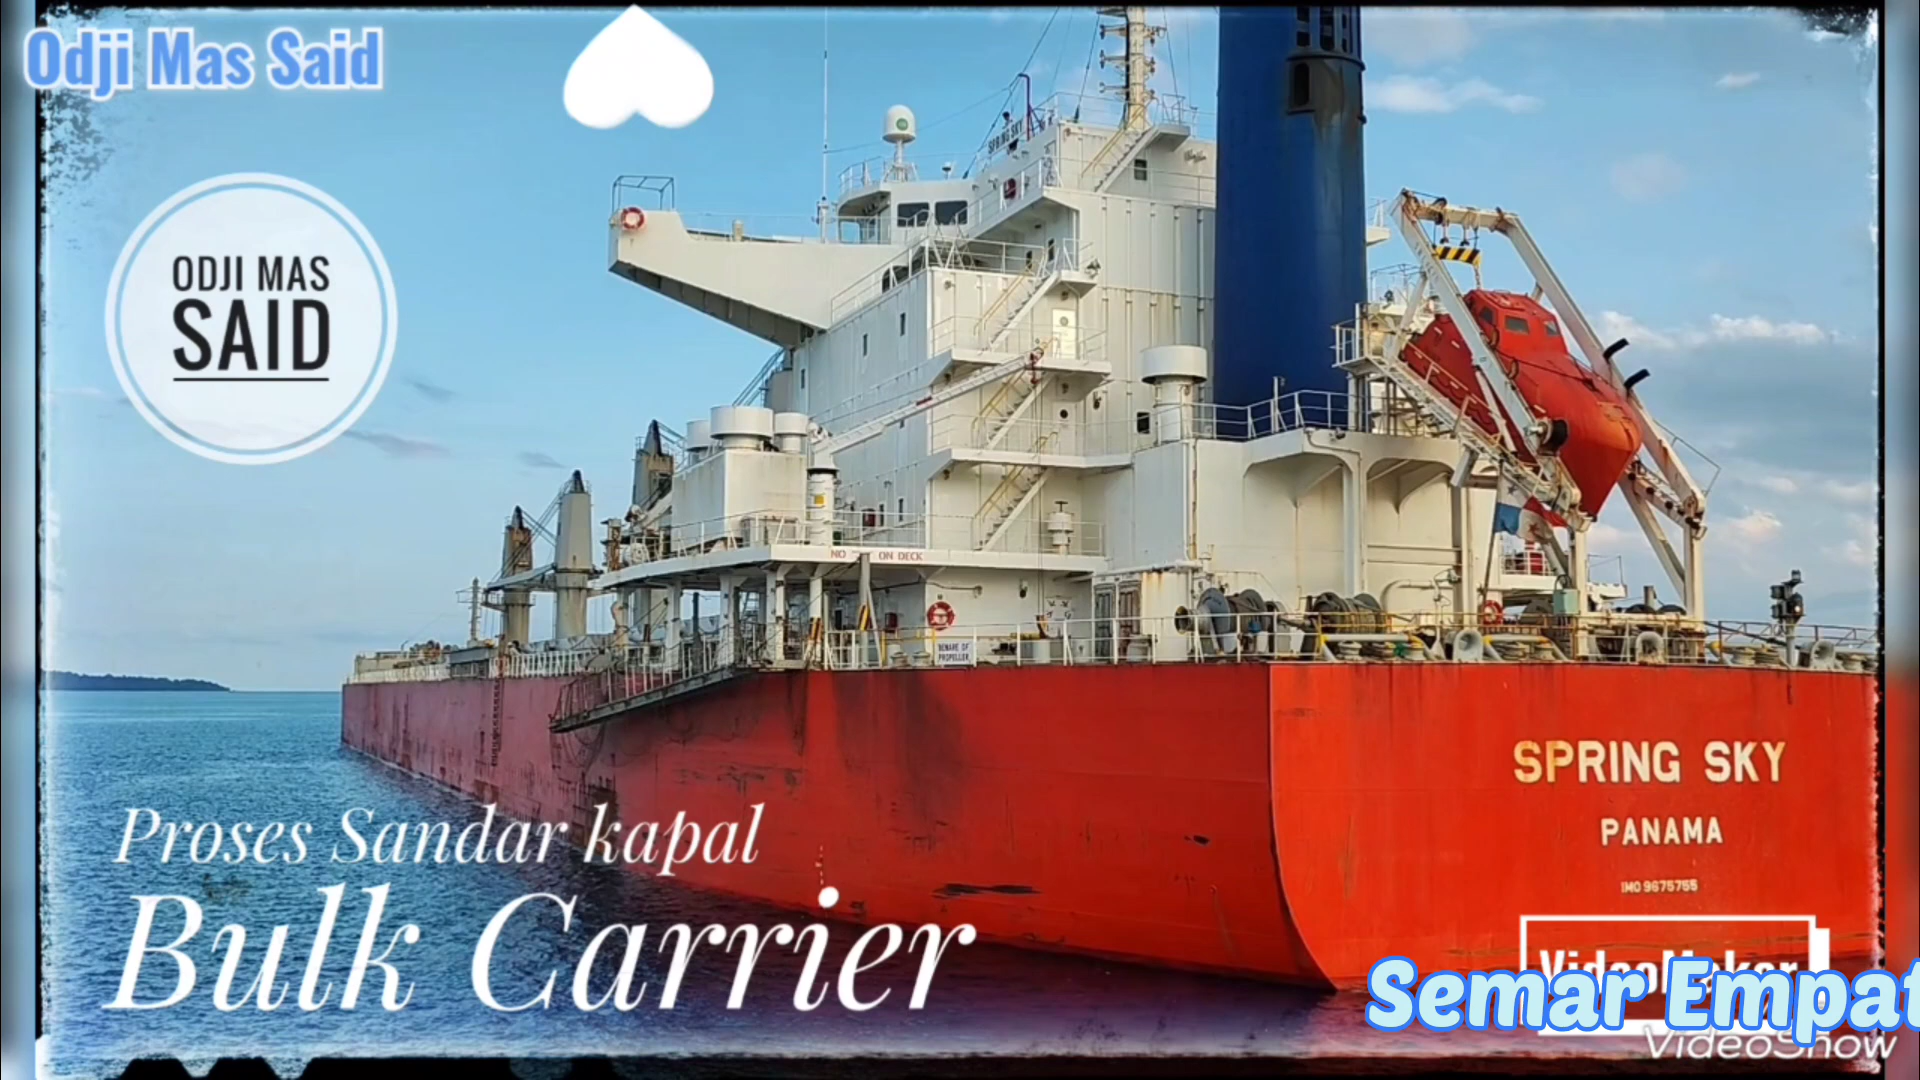 Odji Mas Said
ODJI MAS
SAID
SPRING SKY
NO ON DECK
BEWARE OF
PROPELLER
SPRING SKY
PANAMA
IMO 9675755
Proses Sandar kapal
Bulk Carrier
VideoMaker
Semar Empat
VideoShow